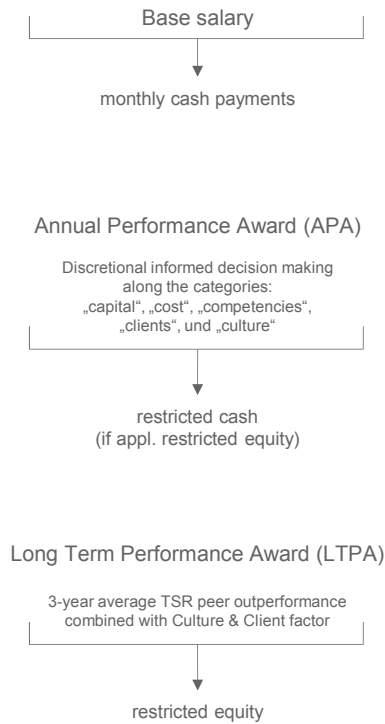 Base salary
monthly cash payments
Annual Performance Award (APA)
Discretional informed decision making
along the categories:
„capital“, „cost“, „competencies“,
„clients“, und „culture“
restricted cash
(if appl. restricted equity)
Long Term Performance Award (LTPA)
3-year average TSR peer outperformance
combined with Culture & Client factor
restricted equity